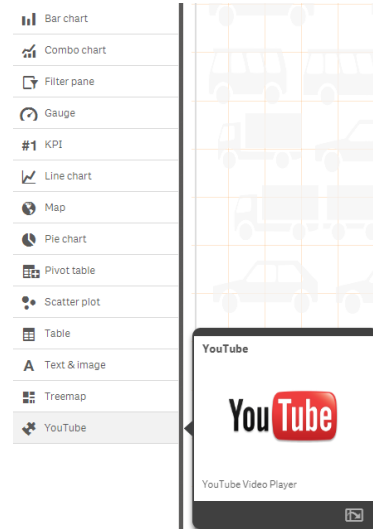 Bar chart
Combo chart
Filter pane
Gauge
#1 KPI
Line chart
Map
Pie chart
Pivot table
Scatter plot
Table
A Text & image
Treemap
YouTube
YouTube
YouTube
YouTube Video Player